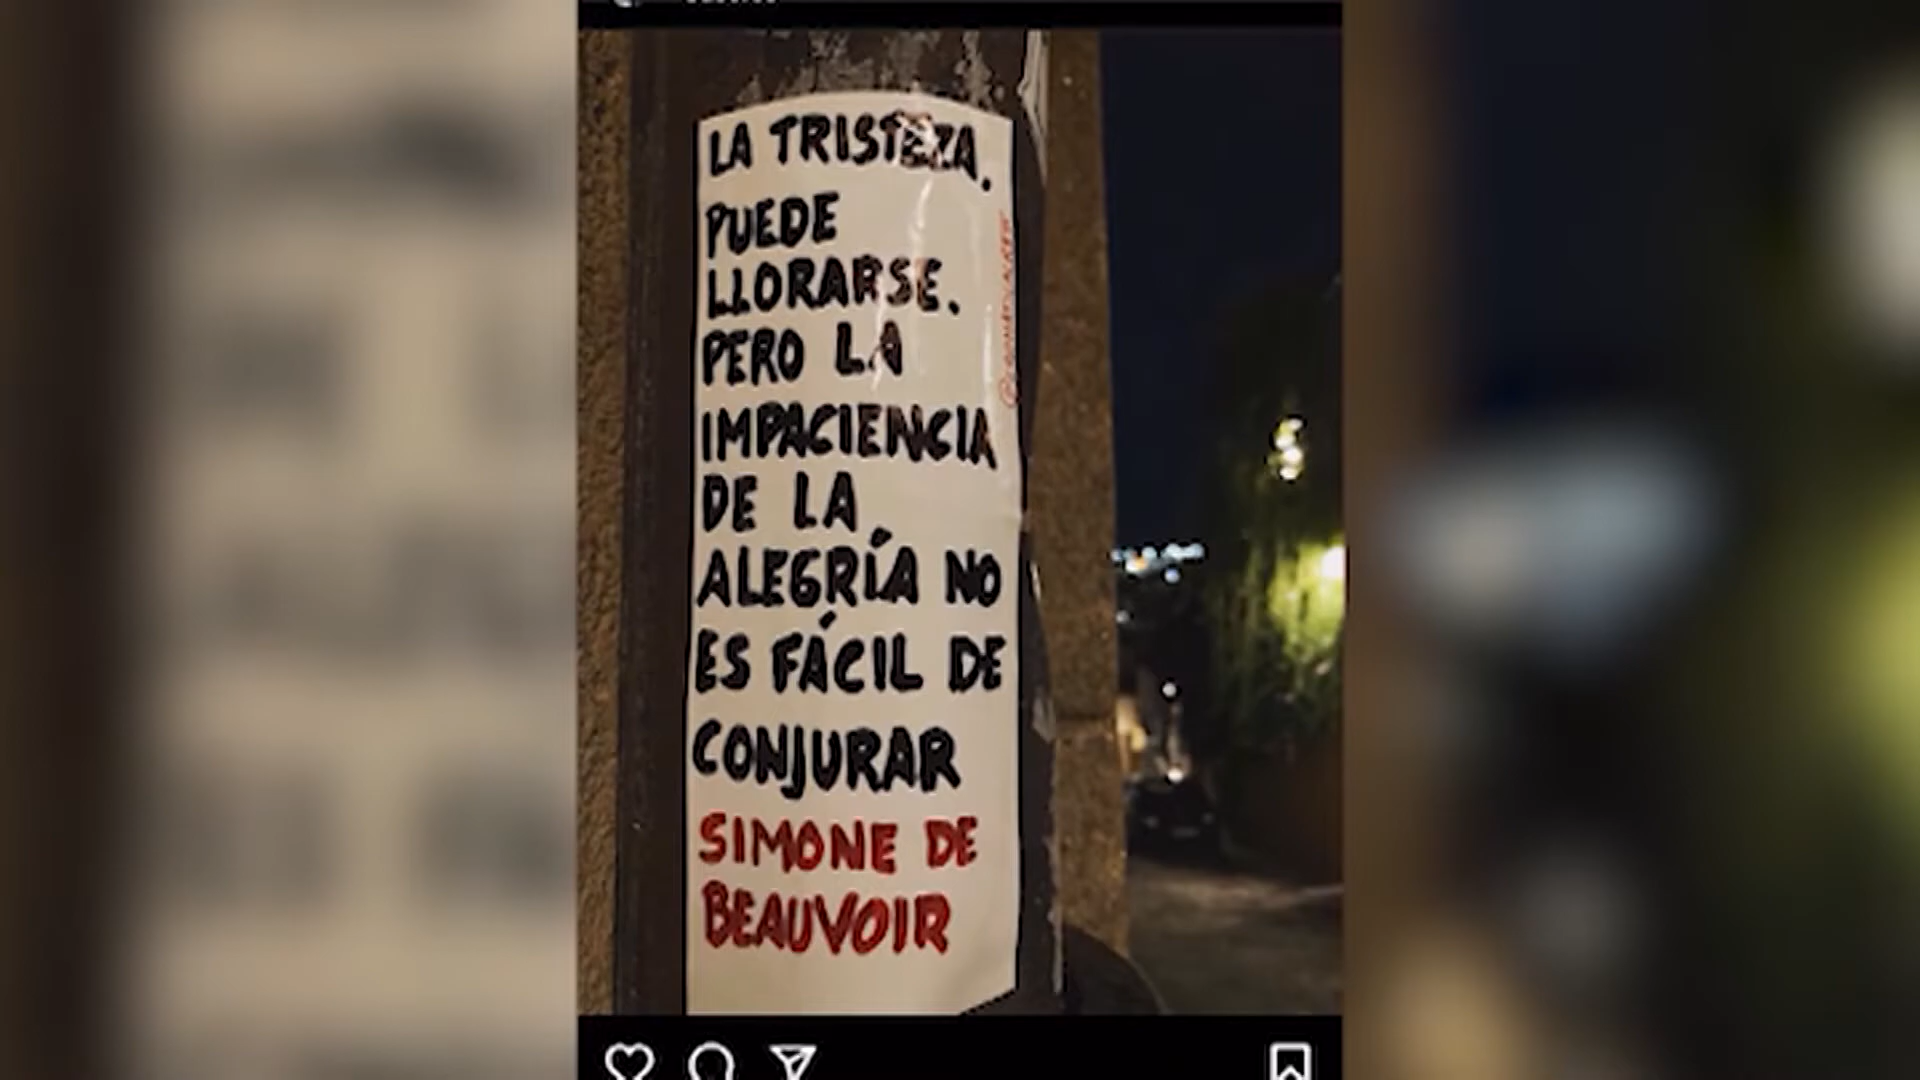 LA TRISTEZA.
PUEDE
LLORARSE.
PERO LA
IMPACIENCIA
DE LA
ALEGRÍA NO
ES FÁCIL DE
CONJURAR
SIMONE DE
BEAUVOIR